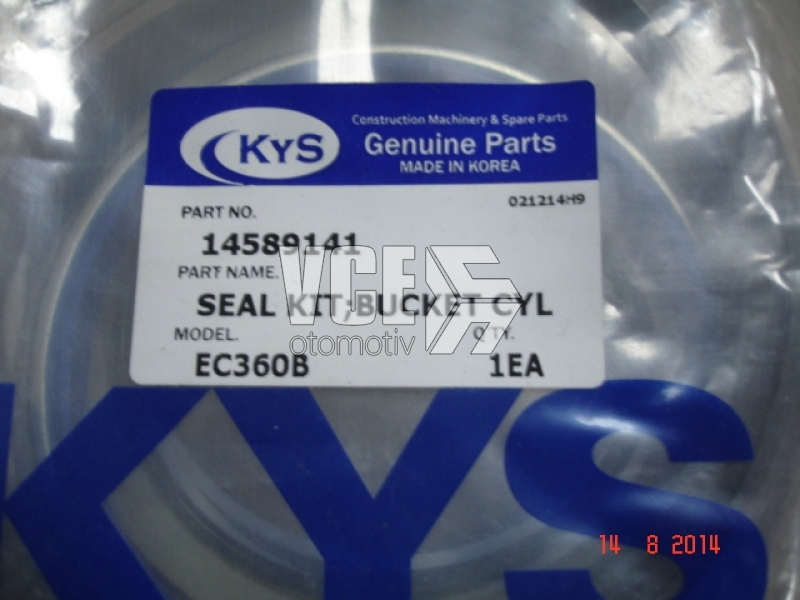 KYS
Construction Machinery & Spare Parts
Genuine Parts
MADE IN KOREA
021214H9
PART NO.
14589141
PART NAME.
SEAL KIT;BUCKET CYL
MODEL.
Q'TY.
EC360B
1EA
VCE
otomotiv
KYS
14 8 2014